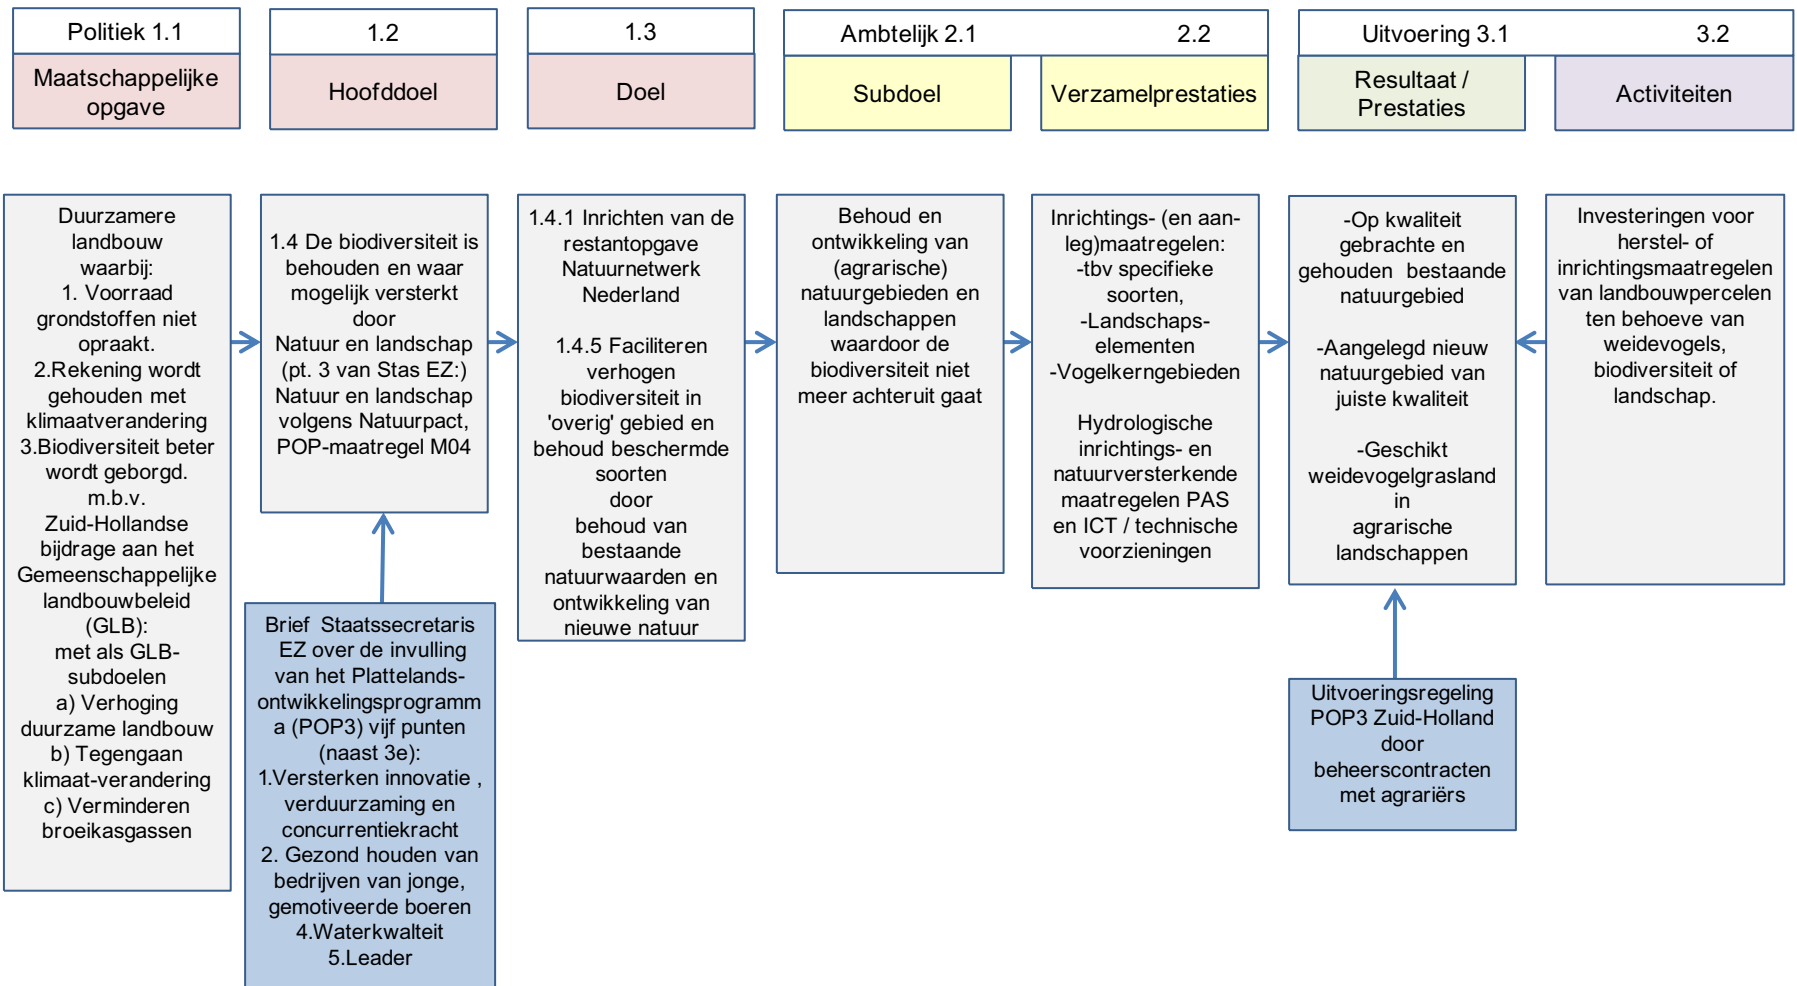 Politiek 1.1
1.2
1.3
Ambtelijk 2.1
2.2
Uitvoering 3.1
3.2
Maatschappelijke
opgave
Hoofddoel
Doel
Subdoel
Verzamelprestaties
Resultaat /
Prestaties
Activiteiten
Duurzamere
landbouw
waarbij:
1. Voorraad
grondstoffen niet
opraakt.
2.Rekening wordt
gehouden met
klimaatverandering
3.Biodiversiteit beter
wordt geborgd.
m.b.v.
Zuid-Hollandse
bijdrage aan het
Gemeenschappelijke
landbouwbeleid
(GLB):
met als GLB-
subdoelen
a) Verhoging
duurzame landbouw
b) Tegengaan
klimaat-verandering
c) Verminderen
broeikasgassen
1.4 De biodiversiteit is
behouden en waar
mogelijk versterkt
door
Natuur en landschap
(pt. 3 van Stas EZ:)
Natuur en landschap
volgens Natuurpact,
POP-maatregel M04
Brief Staatssecretaris
EZ over de invulling
van het Plattelands-
ontwikkelingsprogramm
a (POP3) vijf punten
(naast 3e):
1.Versterken innovatie ,
verduurzaming en
concurrentiekracht
2. Gezond houden van
bedrijven van jonge,
gemotiveerde boeren
4.Waterkwalteit
5.Leader
1.4.1 Inrichten van de
restantopgave
Natuurnetwerk
Nederland
1.4.5 Faciliteren
verhogen
biodiversiteit in
'overig' gebied en
behoud beschermde
soorten
door
behoud van
bestaande
natuurwaarden en
ontwikkeling van
nieuwe natuur
Behoud en
ontwikkeling van
(agrarische)
natuurgebieden en
landschappen
waardoor de
biodiversiteit niet
meer achteruit gaat
Inrichtings- (en aan-
leg)maatregelen:
-tbv specifieke
soorten,
-Landschaps-
elementen
-Vogelkerngebieden
Hydrologische
inrichtings- en
natuurversterkende
maatregelen PAS
en ICT / technische
voorzieningen
-Op kwaliteit
gebrachte en
gehouden bestaande
natuurgebied
-Aangelegd nieuw
natuurgebied van
juiste kwaliteit
-Geschikt
weidevogelgrasland
in
agrarische
landschappen
Uitvoeringsregeling
POP3 Zuid-Holland
door
beheerscontracten
met agrariërs
Investeringen voor
herstel- of
inrichtingsmaatregelen
van landbouwpercelen
ten behoeve van
weidevogels,
biodiversiteit of
landschap.